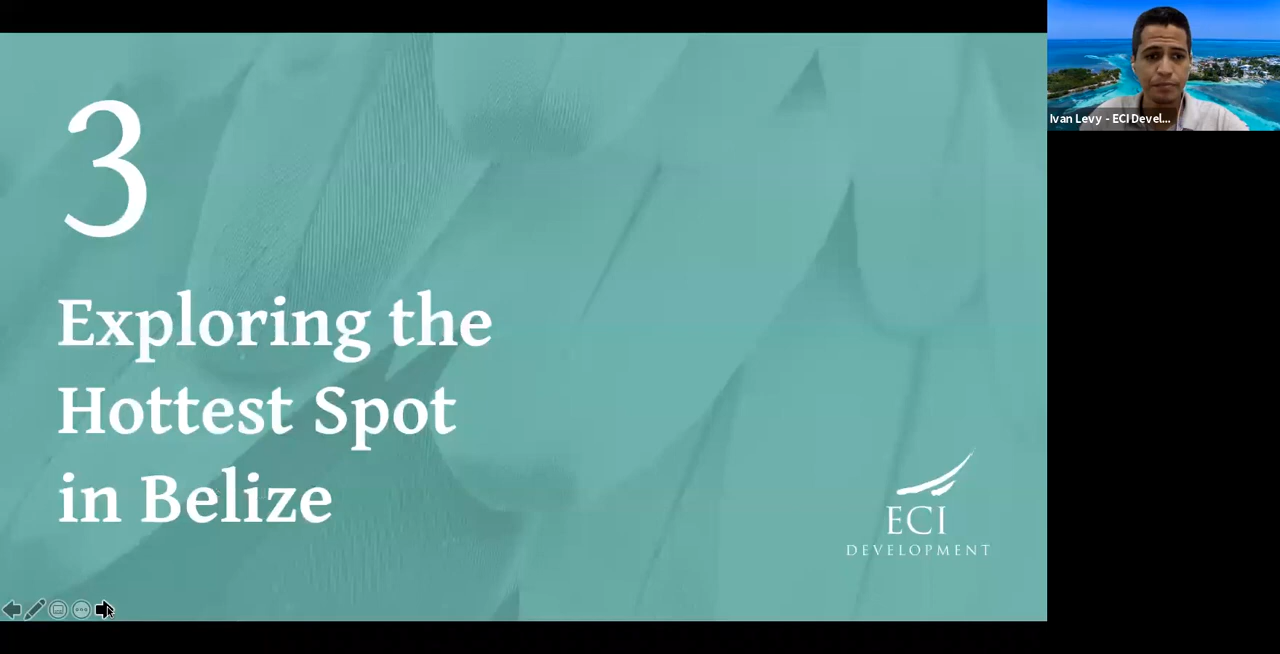 3
Exploring the
Hottest Spot
in Belize
ECI
DEVELOPMENT
Ivan Levy - ECI Devel...